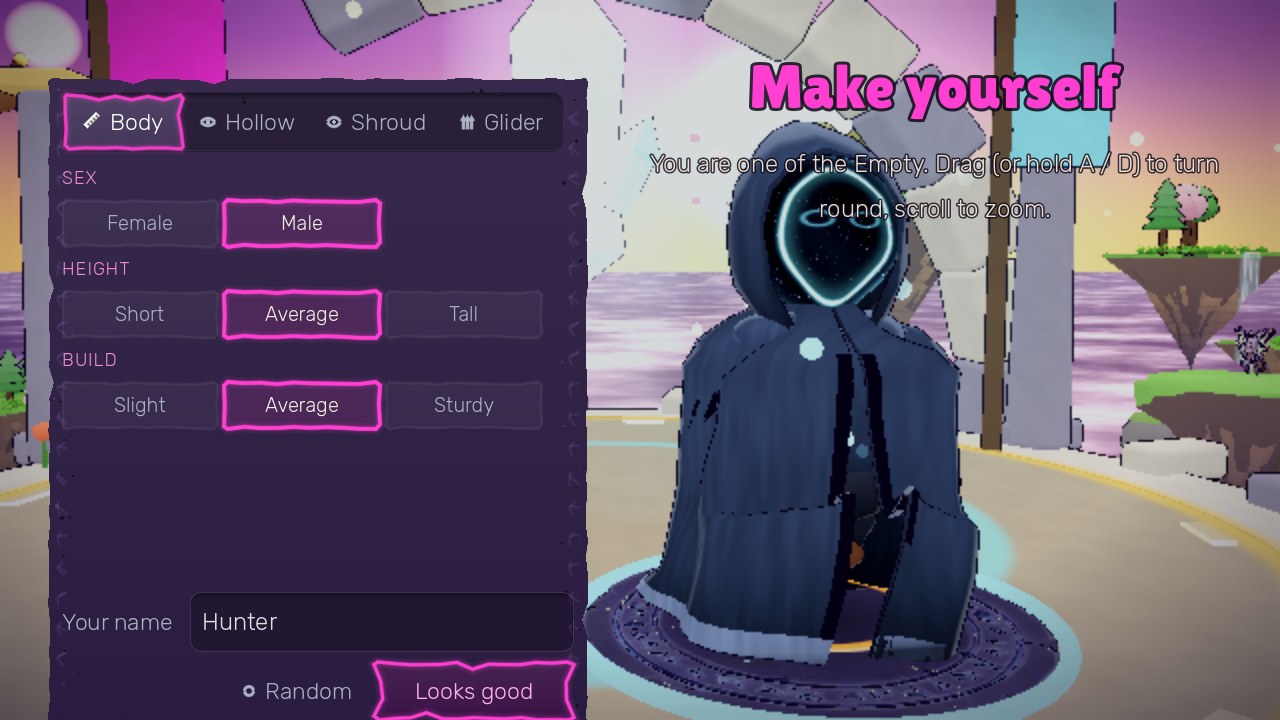 Make yourself
You are one of the Empty. Drag (or hold A / D) to turn
round, scroll to zoom.
Body Hollow Shroud Glider
SEX
Female Male
HEIGHT
Short Average Tall
BUILD
Slight Average Sturdy
Your name Hunter
Random Looks good